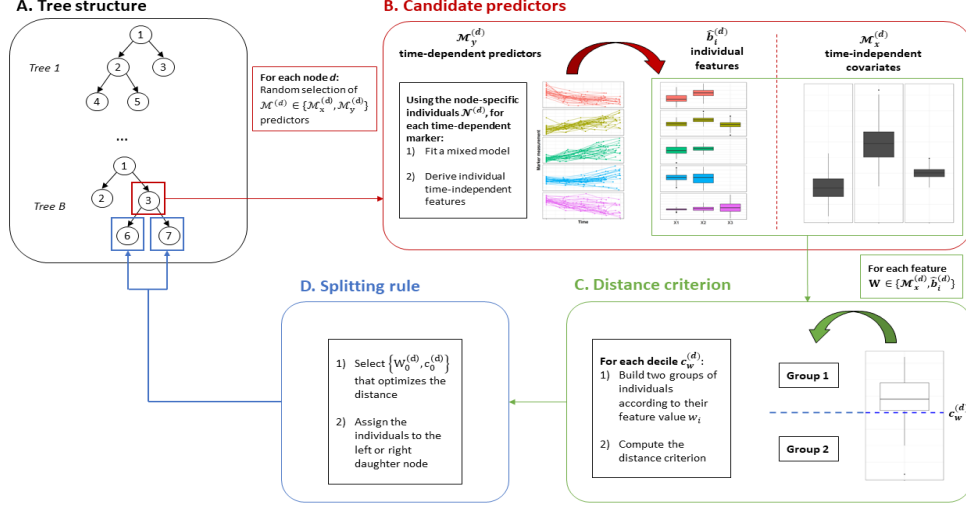 A. Tree structure
1
Tree 1
2
3
4
5
...
1
2
Tree B
3
6
7
For each node d:
Random selection of
ℳ^(d) ∈ {ℳ_x^(d), ℳ_y^(d)}
predictors
B. Candidate predictors
ℳ_y^(d)
time-dependent predictors
Using the node-specific
individuals 𝒩^(d), for
each time-dependent
marker:
1) Fit a mixed model
2) Derive individual
time-independent
features
Marker measurement
Time
b̂_i^(d)
individual
features
X1 X2 X3
ℳ_x^(d)
time-independent
covariates
For each feature
W ∈ {ℳ_x^(d), b̂_i^(d)}
D. Splitting rule
1) Select {W_0^(d), c_0^(d)}
that optimizes the
distance
2) Assign the
individuals to the
left or right
daughter node
C. Distance criterion
For each decile c_w^(d):
1) Build two groups of
individuals
according to their
feature value w_i
2) Compute the
distance criterion
Group 1
c_w^(d)
Group 2